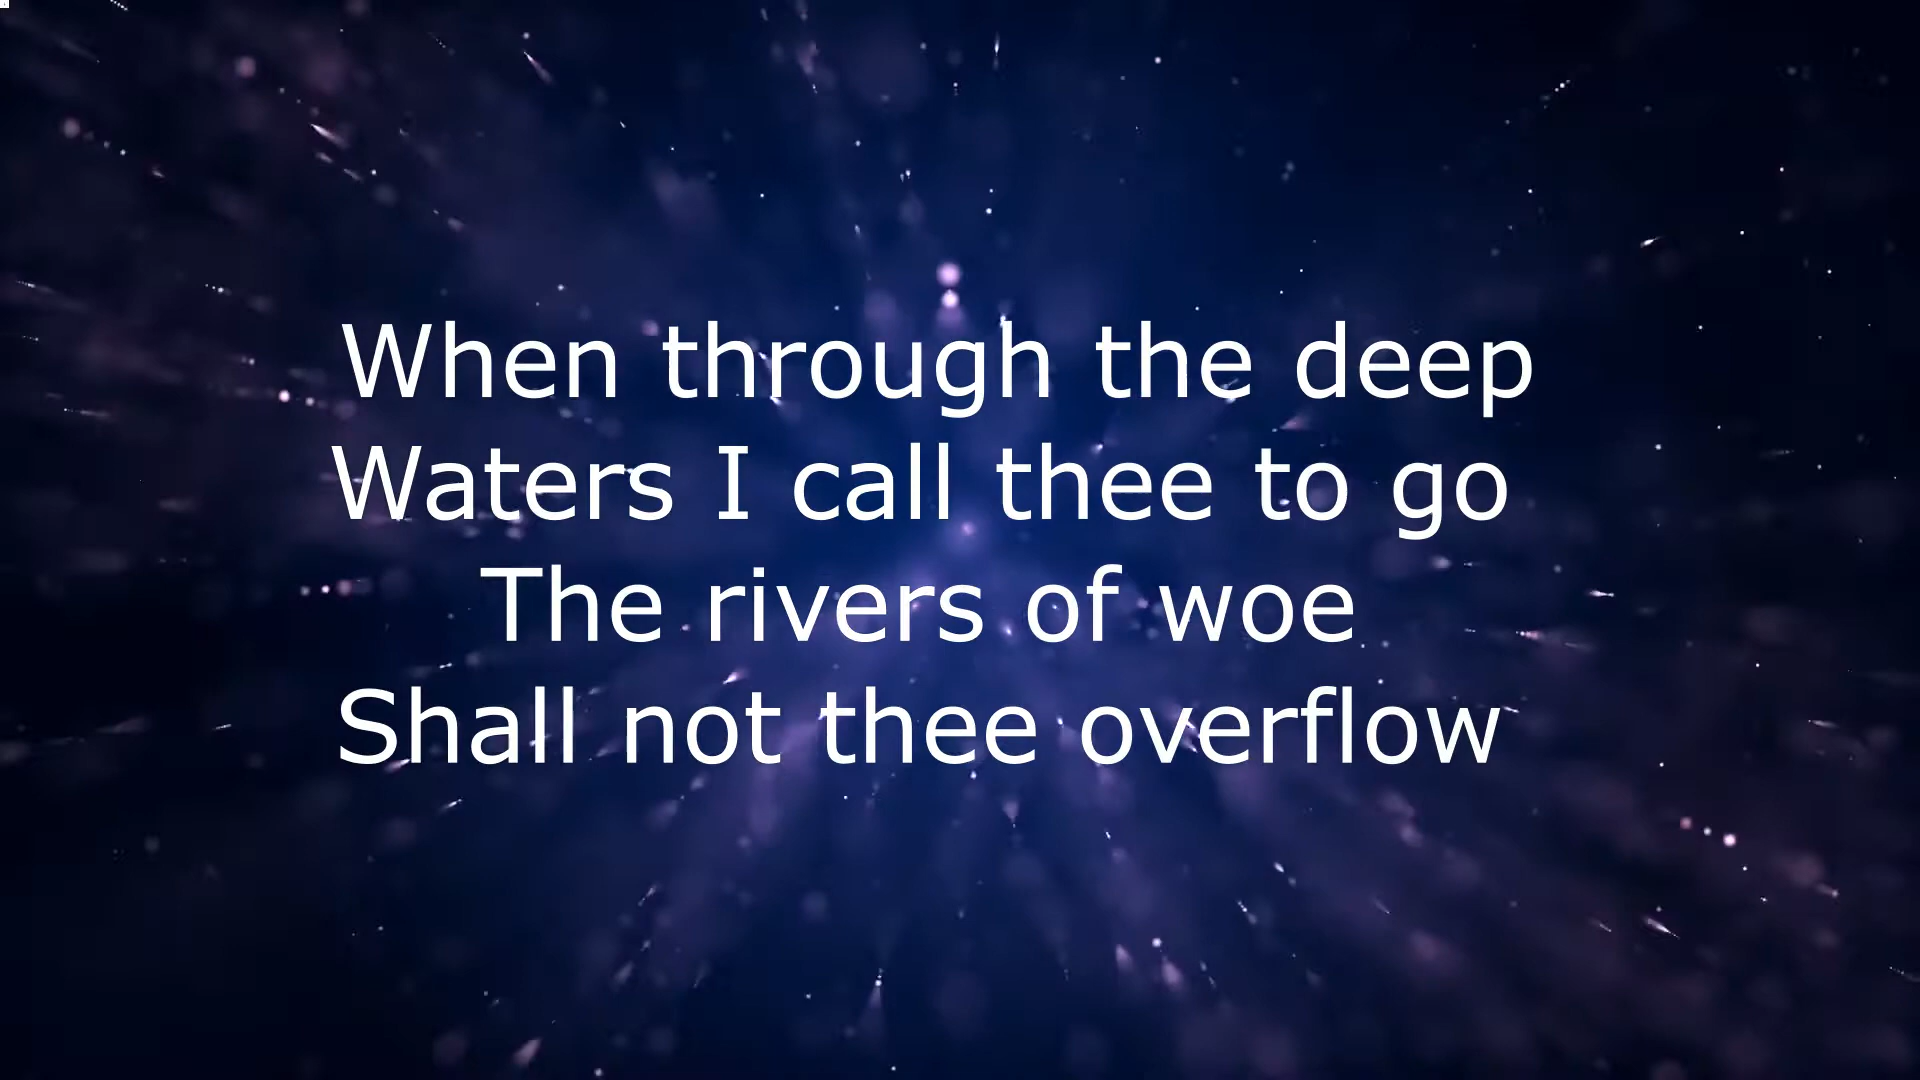 When through the deep
Waters I call thee to go
The rivers of woe
Shall not thee overflow